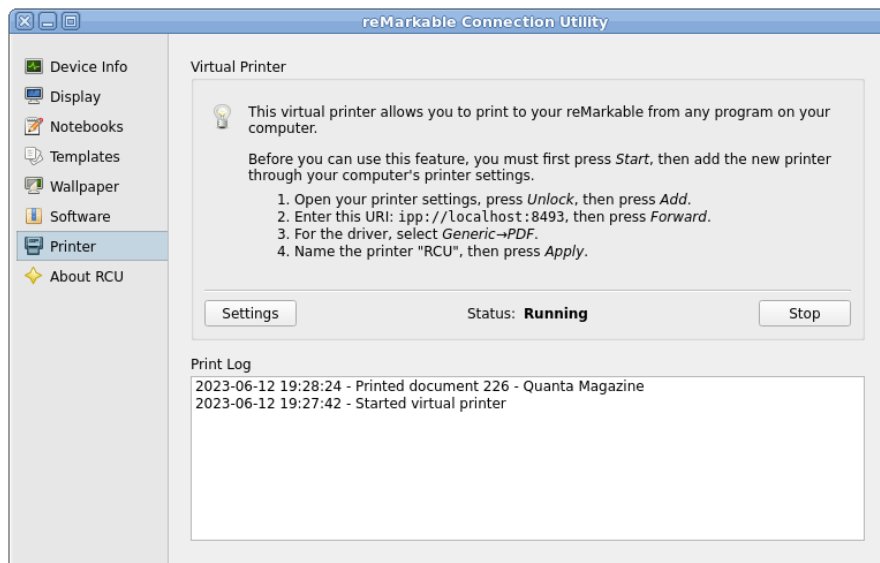 reMarkable Connection Utility
Device Info
Display
Notebooks
Templates
Wallpaper
Software
Printer
About RCU
Virtual Printer
This virtual printer allows you to print to your reMarkable from any program on your
computer.
Before you can use this feature, you must first press Start, then add the new printer
through your computer's printer settings.
1. Open your printer settings, press Unlock, then press Add.
2. Enter this URI: ipp://localhost:8493, then press Forward.
3. For the driver, select Generic→PDF.
4. Name the printer "RCU", then press Apply.
Settings
Status: Running
Stop
Print Log
2023-06-12 19:28:24 - Printed document 226 - Quanta Magazine
2023-06-12 19:27:42 - Started virtual printer